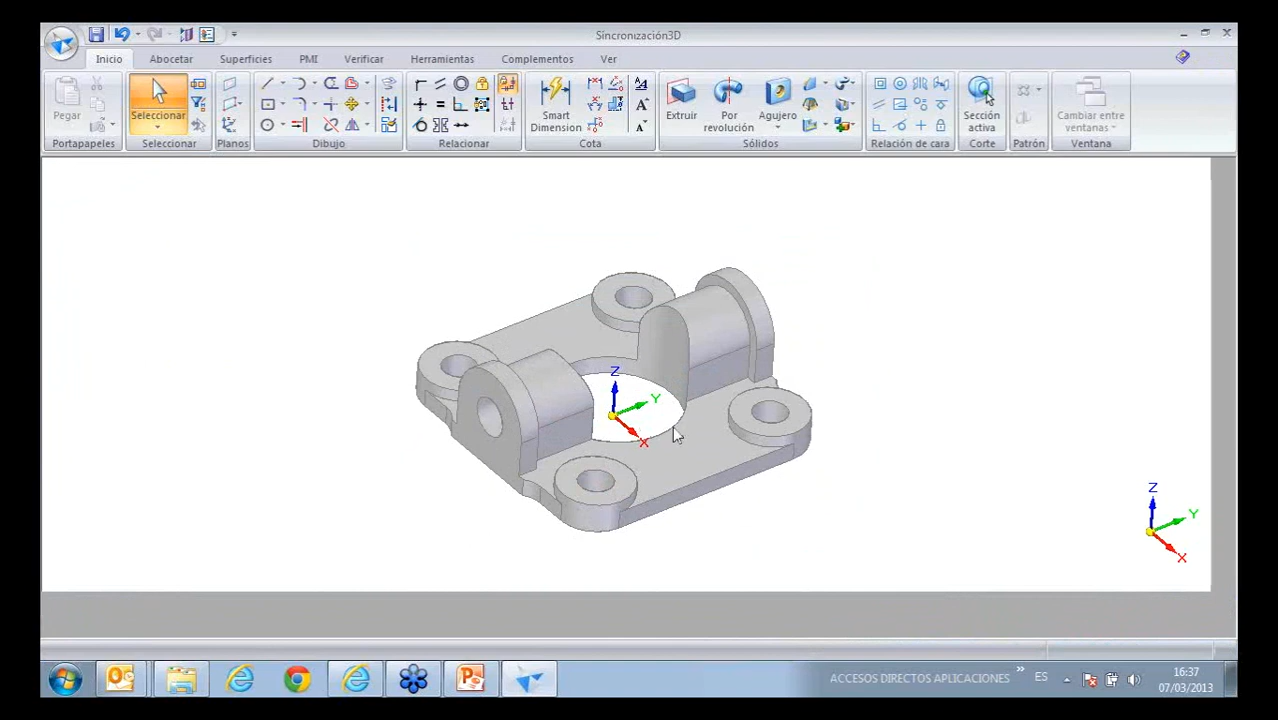 Sincronización3D
Inicio Abocetar Superficies PMI Verificar Herramientas Complementos Ver
Pegar
Seleccionar
Smart Dimension
Extruir
Por revolución
Agujero
Sección activa
Cambiar entre ventanas
Portapapeles Seleccionar Planos Dibujo Relacionar Cota Sólidos Relación de cara Corte Patrón Ventana
Z
Y
X
Z
Y
X
ACCESOS DIRECTOS APLICACIONES » ES 16:37
07/03/2013